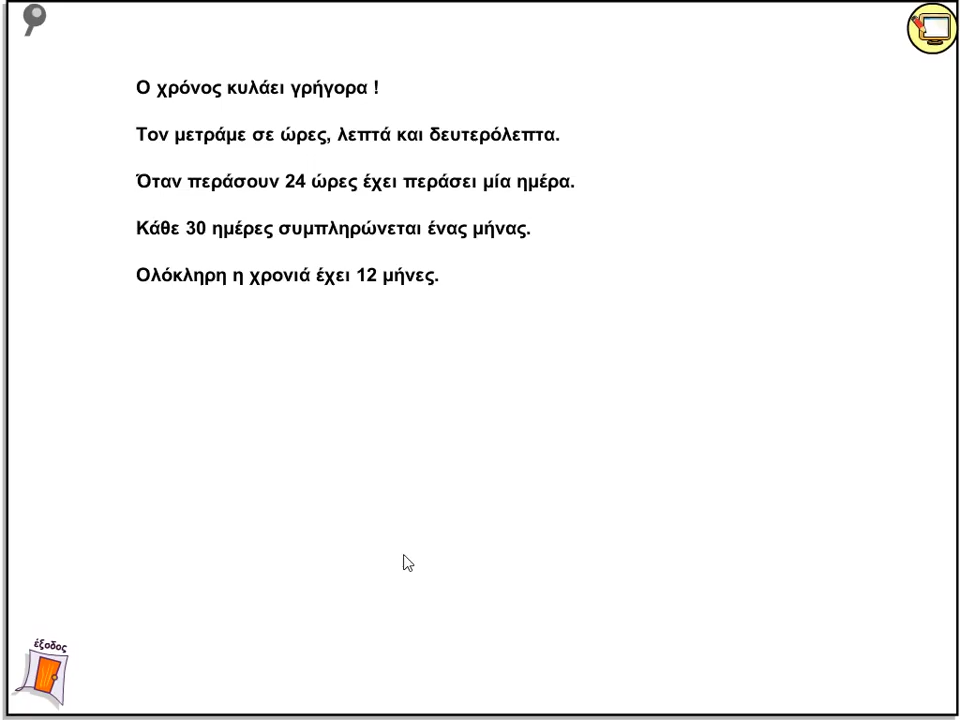 Ο χρόνος κυλάει γρήγορα !
Τον μετράμε σε ώρες, λεπτά και δευτερόλεπτα.
Όταν περάσουν 24 ώρες έχει περάσει μία ημέρα.
Κάθε 30 ημέρες συμπληρώνεται ένας μήνας.
Ολόκληρη η χρονιά έχει 12 μήνες.
έξοδος